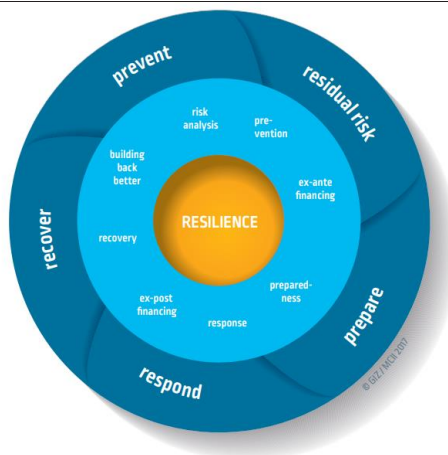 prevent
residual risk
prepare
respond
recover
risk
analysis
pre-
vention
ex-ante
financing
prepared-
ness
response
ex-post
financing
recovery
building
back
better
RESILIENCE
© GIZ / MCII 2017